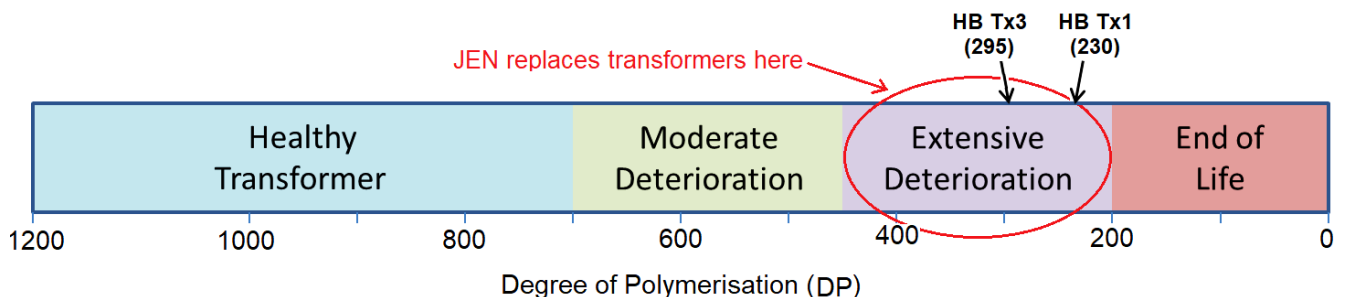 HB Tx3 HB Tx1
(295) (230)
JEN replaces transformers here
Healthy Moderate Extensive End of
Transformer Deterioration Deterioration Life
1200 1000 800 600 400 200 0
Degree of Polymerisation (DP)